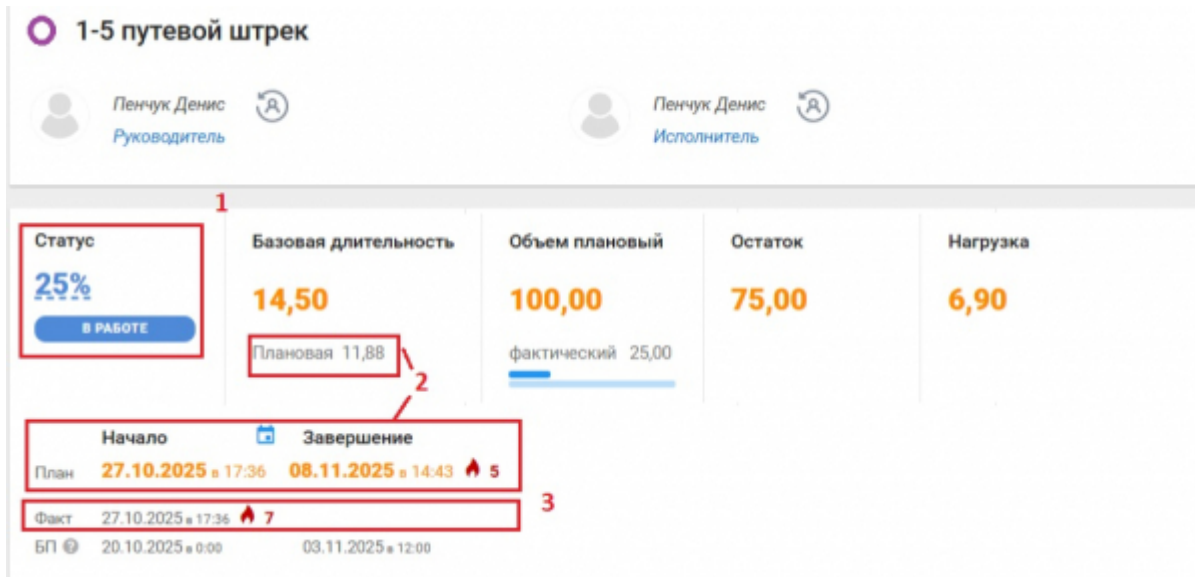 1-5 путевой штрек
Пенчук Денис
Руководитель
Пенчук Денис
Исполнитель
1
Статус
25%
В РАБОТЕ
Базовая длительность
14,50
Плановая 11,88
Объем плановый
100,00
фактический 25,00
Остаток
75,00
Нагрузка
6,90
2
Начало Завершение
План 27.10.2025 в 17:36 08.11.2025 в 14:43 5
3
Факт 27.10.2025 в 17:36 7
БП 20.10.2025 в 0:00 03.11.2025 в 12:00